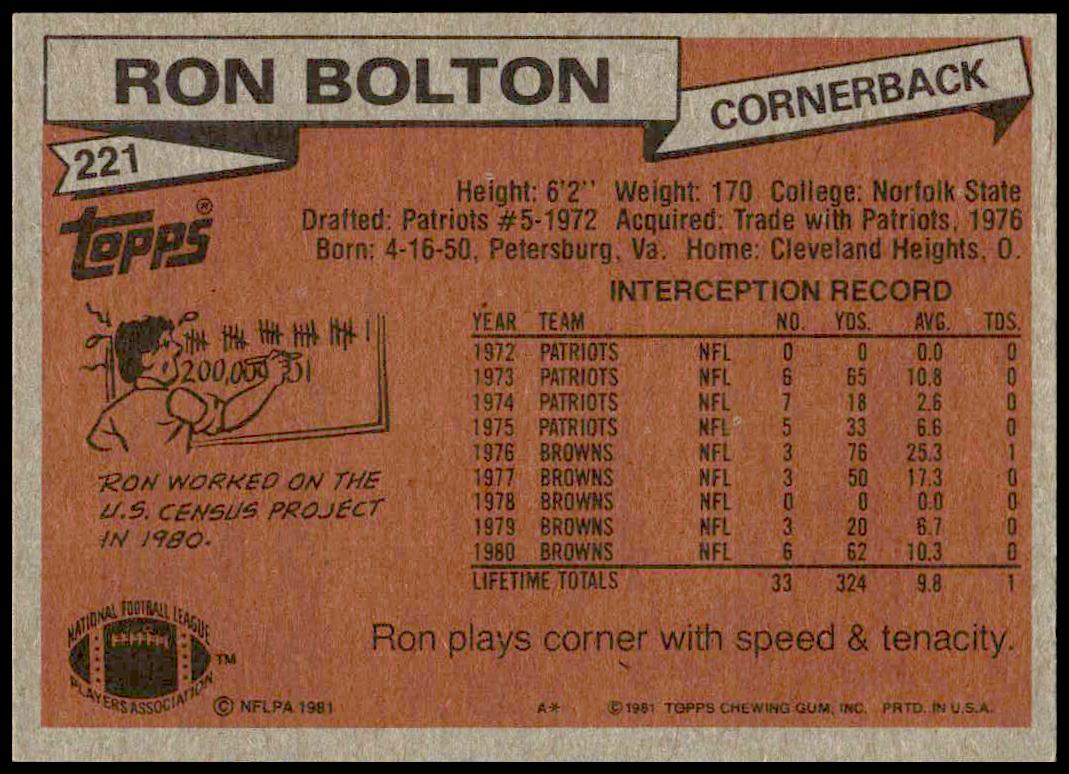 RON BOLTON
CORNERBACK
221
TOPPS®
Height: 6'2'' Weight: 170 College: Norfolk State
Drafted: Patriots #5-1972 Acquired: Trade with Patriots, 1976
Born: 4-16-50, Petersburg, Va. Home: Cleveland Heights, O.
INTERCEPTION RECORD
YEAR TEAM NO. YDS. AVG. TDS.
1972 PATRIOTS NFL 0 0 0.0 0
1973 PATRIOTS NFL 6 65 10.8 0
1974 PATRIOTS NFL 7 18 2.6 0
1975 PATRIOTS NFL 5 33 6.6 0
1976 BROWNS NFL 3 76 25.3 1
1977 BROWNS NFL 3 50 17.3 0
1978 BROWNS NFL 0 0 0.0 0
1979 BROWNS NFL 3 20 6.7 0
1980 BROWNS NFL 6 62 10.3 0
LIFETIME TOTALS 33 324 9.8 1
RON WORKED ON THE
U.S. CENSUS PROJECT
IN 1980.
Ron plays corner with speed & tenacity.
NATIONAL FOOTBALL LEAGUE
PLAYERS ASSOCIATION
TM
© NFLPA 1981
A*
©1981 TOPPS CHEWING GUM, INC. PRTD. IN U.S.A.